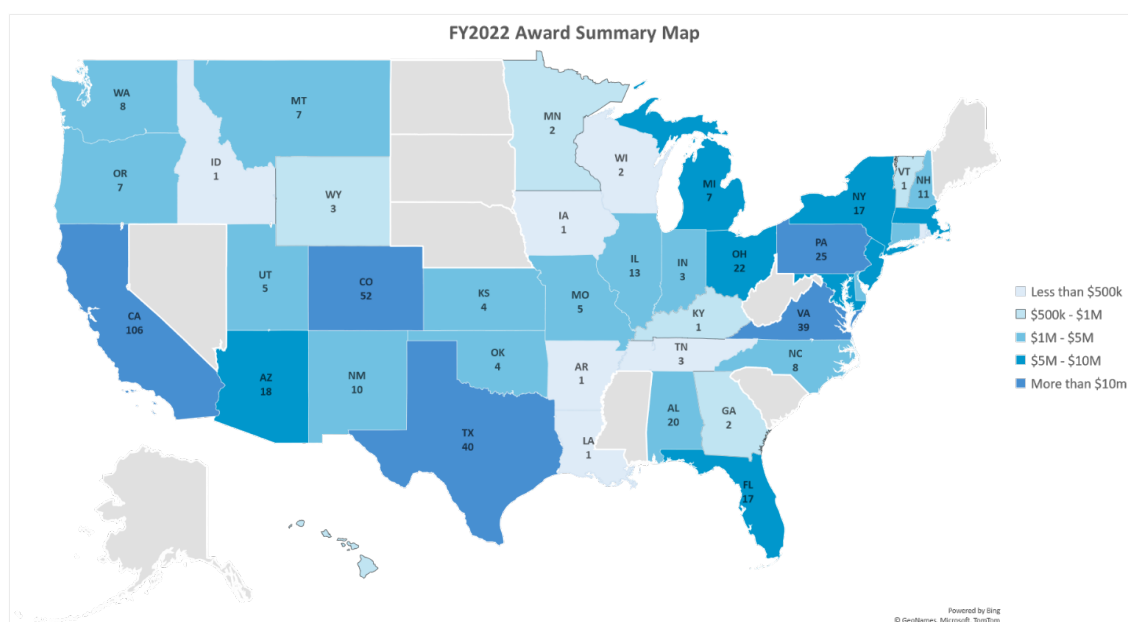 FY2022 Award Summary Map
WA
8
MT
7
MN
2
OR
7
ID
1
WY
3
WI
2
MI
7
VT
1
NH
11
NY
17
IA
1
PA
25
OH
22
IL
13
IN
3
UT
5
CO
52
KS
4
MO
5
KY
1
VA
39
CA
106
AZ
18
NM
10
OK
4
AR
1
TN
3
NC
8
TX
40
LA
1
AL
20
GA
2
FL
17
Less than $500k
$500k - $1M
$1M - $5M
$5M - $10M
More than $10m
Powered by Bing
© GeoNames, Microsoft, TomTom